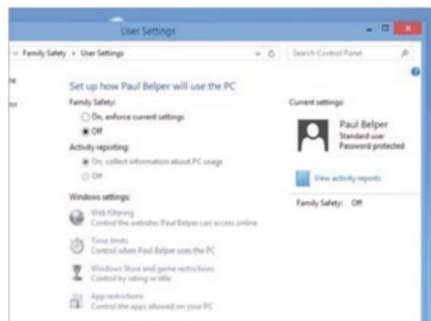 User Settings
« Family Safety › User Settings
Search Control Panel
Set up how Paul Belper will use the PC
Family Safety:
On, enforce current settings
Off
Activity reporting:
On, collect information about PC usage
Off
Windows settings:
Web filtering
Control the websites Paul Belper can access online
Time limits
Control when Paul Belper uses the PC
Windows Store and game restrictions
Control by rating or title
App restrictions
Control the apps allowed on your PC
Current settings:
Paul Belper
Standard user
Password protected
View activity reports
Family Safety: Off